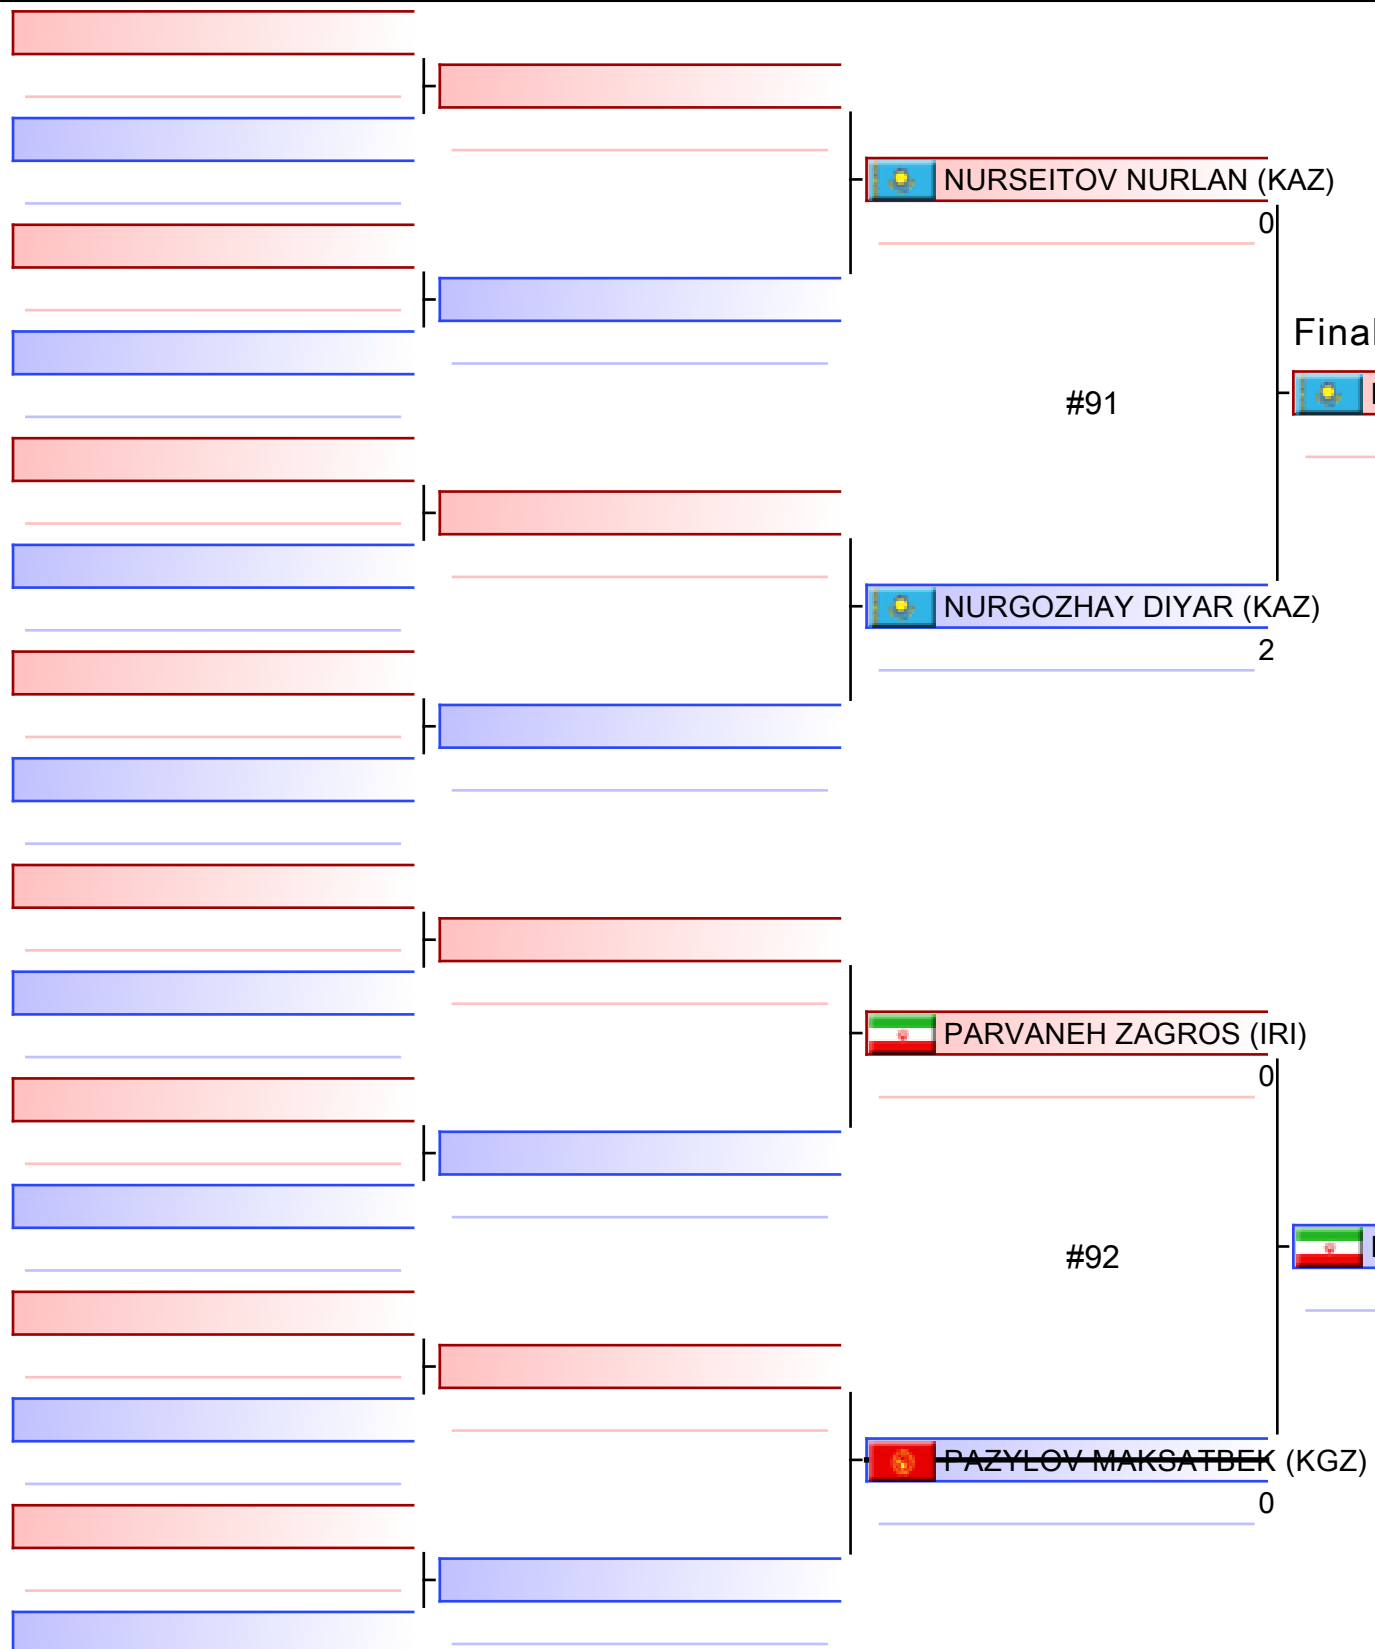 NURSEITOV NURLAN (KAZ)
0
Final
#91
NURGOZHAY DIYAR (KAZ)
2
PARVANEH ZAGROS (IRI)
0
#92
PAZYLOV MAKSATBEK (KGZ)
0